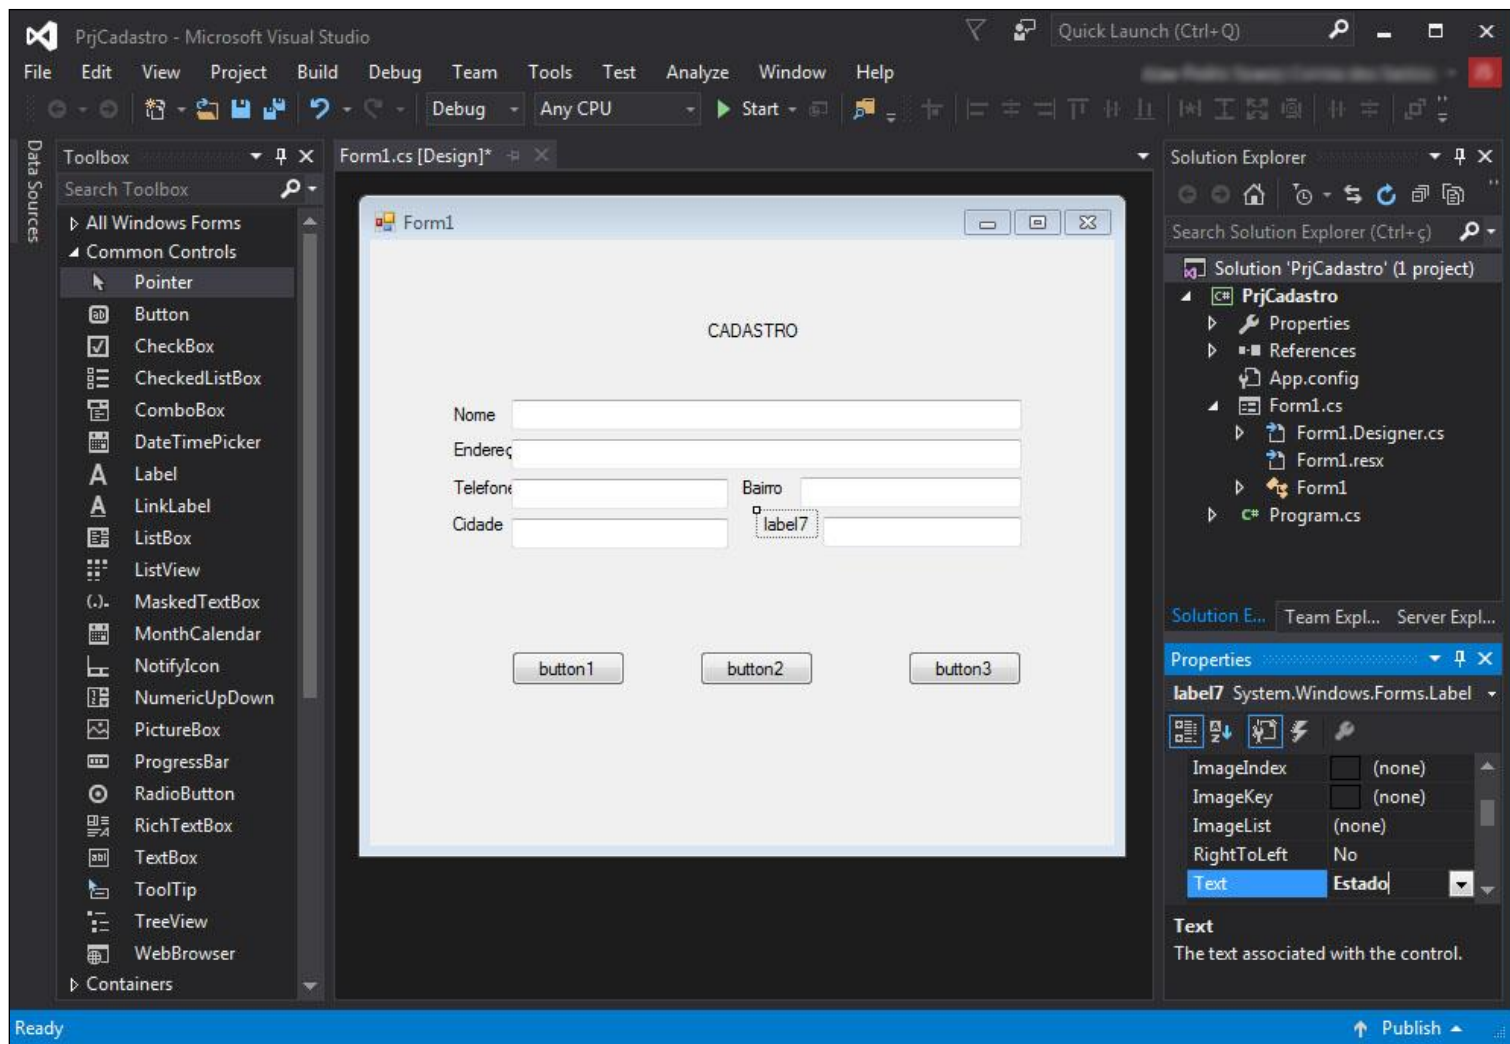 PrjCadastro - Microsoft Visual Studio
Quick Launch (Ctrl+Q)
File Edit View Project Build Debug Team Tools Test Analyze Window Help
Debug Any CPU Start
Data Sources
Toolbox
Search Toolbox
All Windows Forms
Common Controls
Pointer
Button
CheckBox
CheckedListBox
ComboBox
DateTimePicker
Label
LinkLabel
ListBox
ListView
MaskedTextBox
MonthCalendar
NotifyIcon
NumericUpDown
PictureBox
ProgressBar
RadioButton
RichTextBox
TextBox
ToolTip
TreeView
WebBrowser
Containers
Form1.cs [Design]*
Form1
CADASTRO
Nome
Endereç
Telefone
Bairro
Cidade
label7
button1 button2 button3
Solution Explorer
Search Solution Explorer (Ctrl+ç)
Solution 'PrjCadastro' (1 project)
PrjCadastro
Properties
References
App.config
Form1.cs
Form1.Designer.cs
Form1.resx
Form1
Program.cs
Solution E... Team Expl... Server Expl...
Properties
label7 System.Windows.Forms.Label
ImageIndex (none)
ImageKey (none)
ImageList (none)
RightToLeft No
Text Estado
Text
The text associated with the control.
Ready
Publish